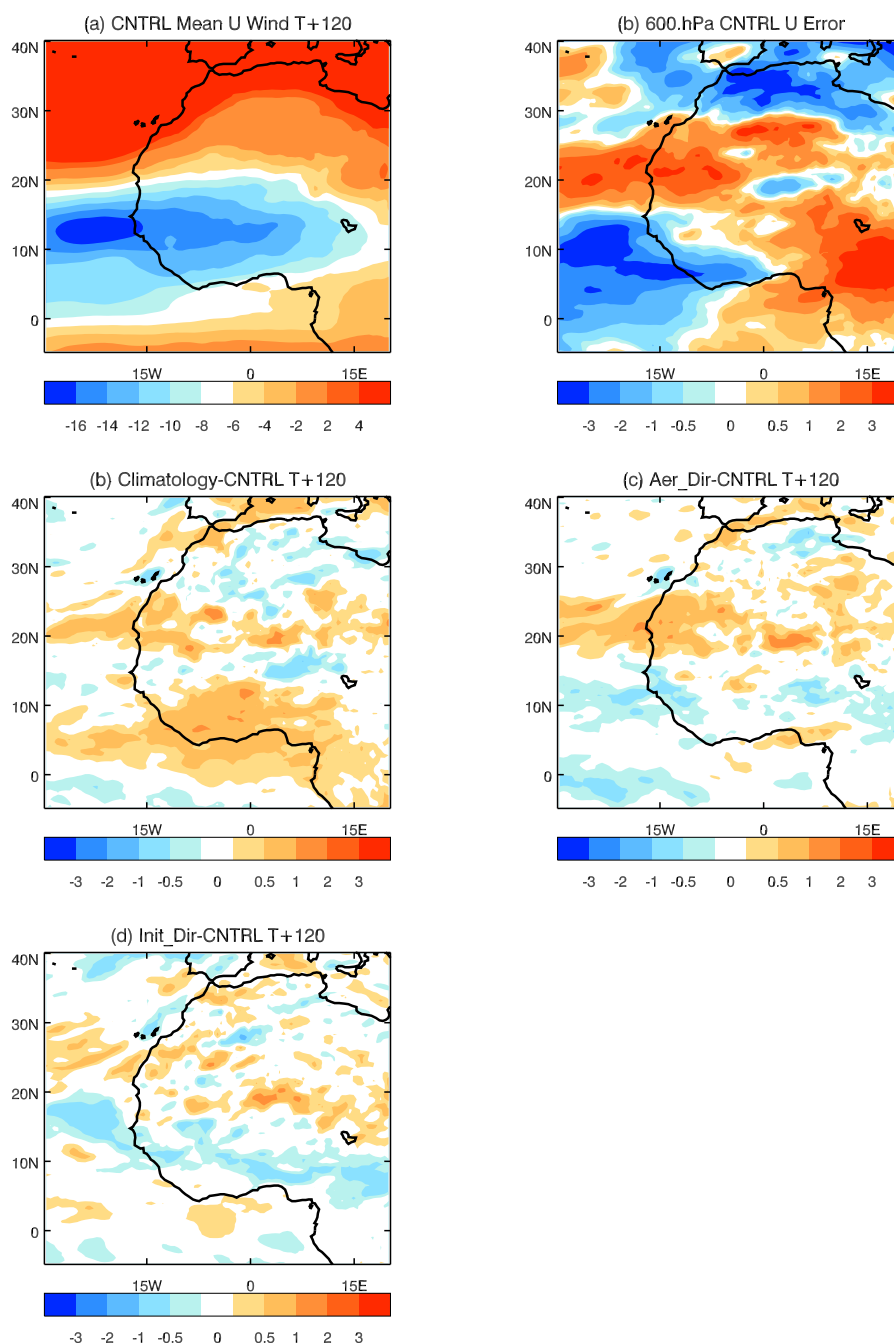 (a) CNTRL Mean U Wind T+120
40N
30N
20N
10N
0
15W 0 15E
-16 -14 -12 -10 -8 -6 -4 -2 2 4
(b) 600.hPa CNTRL U Error
40N
30N
20N
10N
0
15W 0 15E
-3 -2 -1 -0.5 0 0.5 1 2 3
(b) Climatology-CNTRL T+120
40N
30N
20N
10N
0
15W 0 15E
-3 -2 -1 -0.5 0 0.5 1 2 3
(c) Aer_Dir-CNTRL T+120
40N
30N
20N
10N
0
15W 0 15E
-3 -2 -1 -0.5 0 0.5 1 2 3
(d) Init_Dir-CNTRL T+120
40N
30N
20N
10N
0
15W 0 15E
-3 -2 -1 -0.5 0 0.5 1 2 3